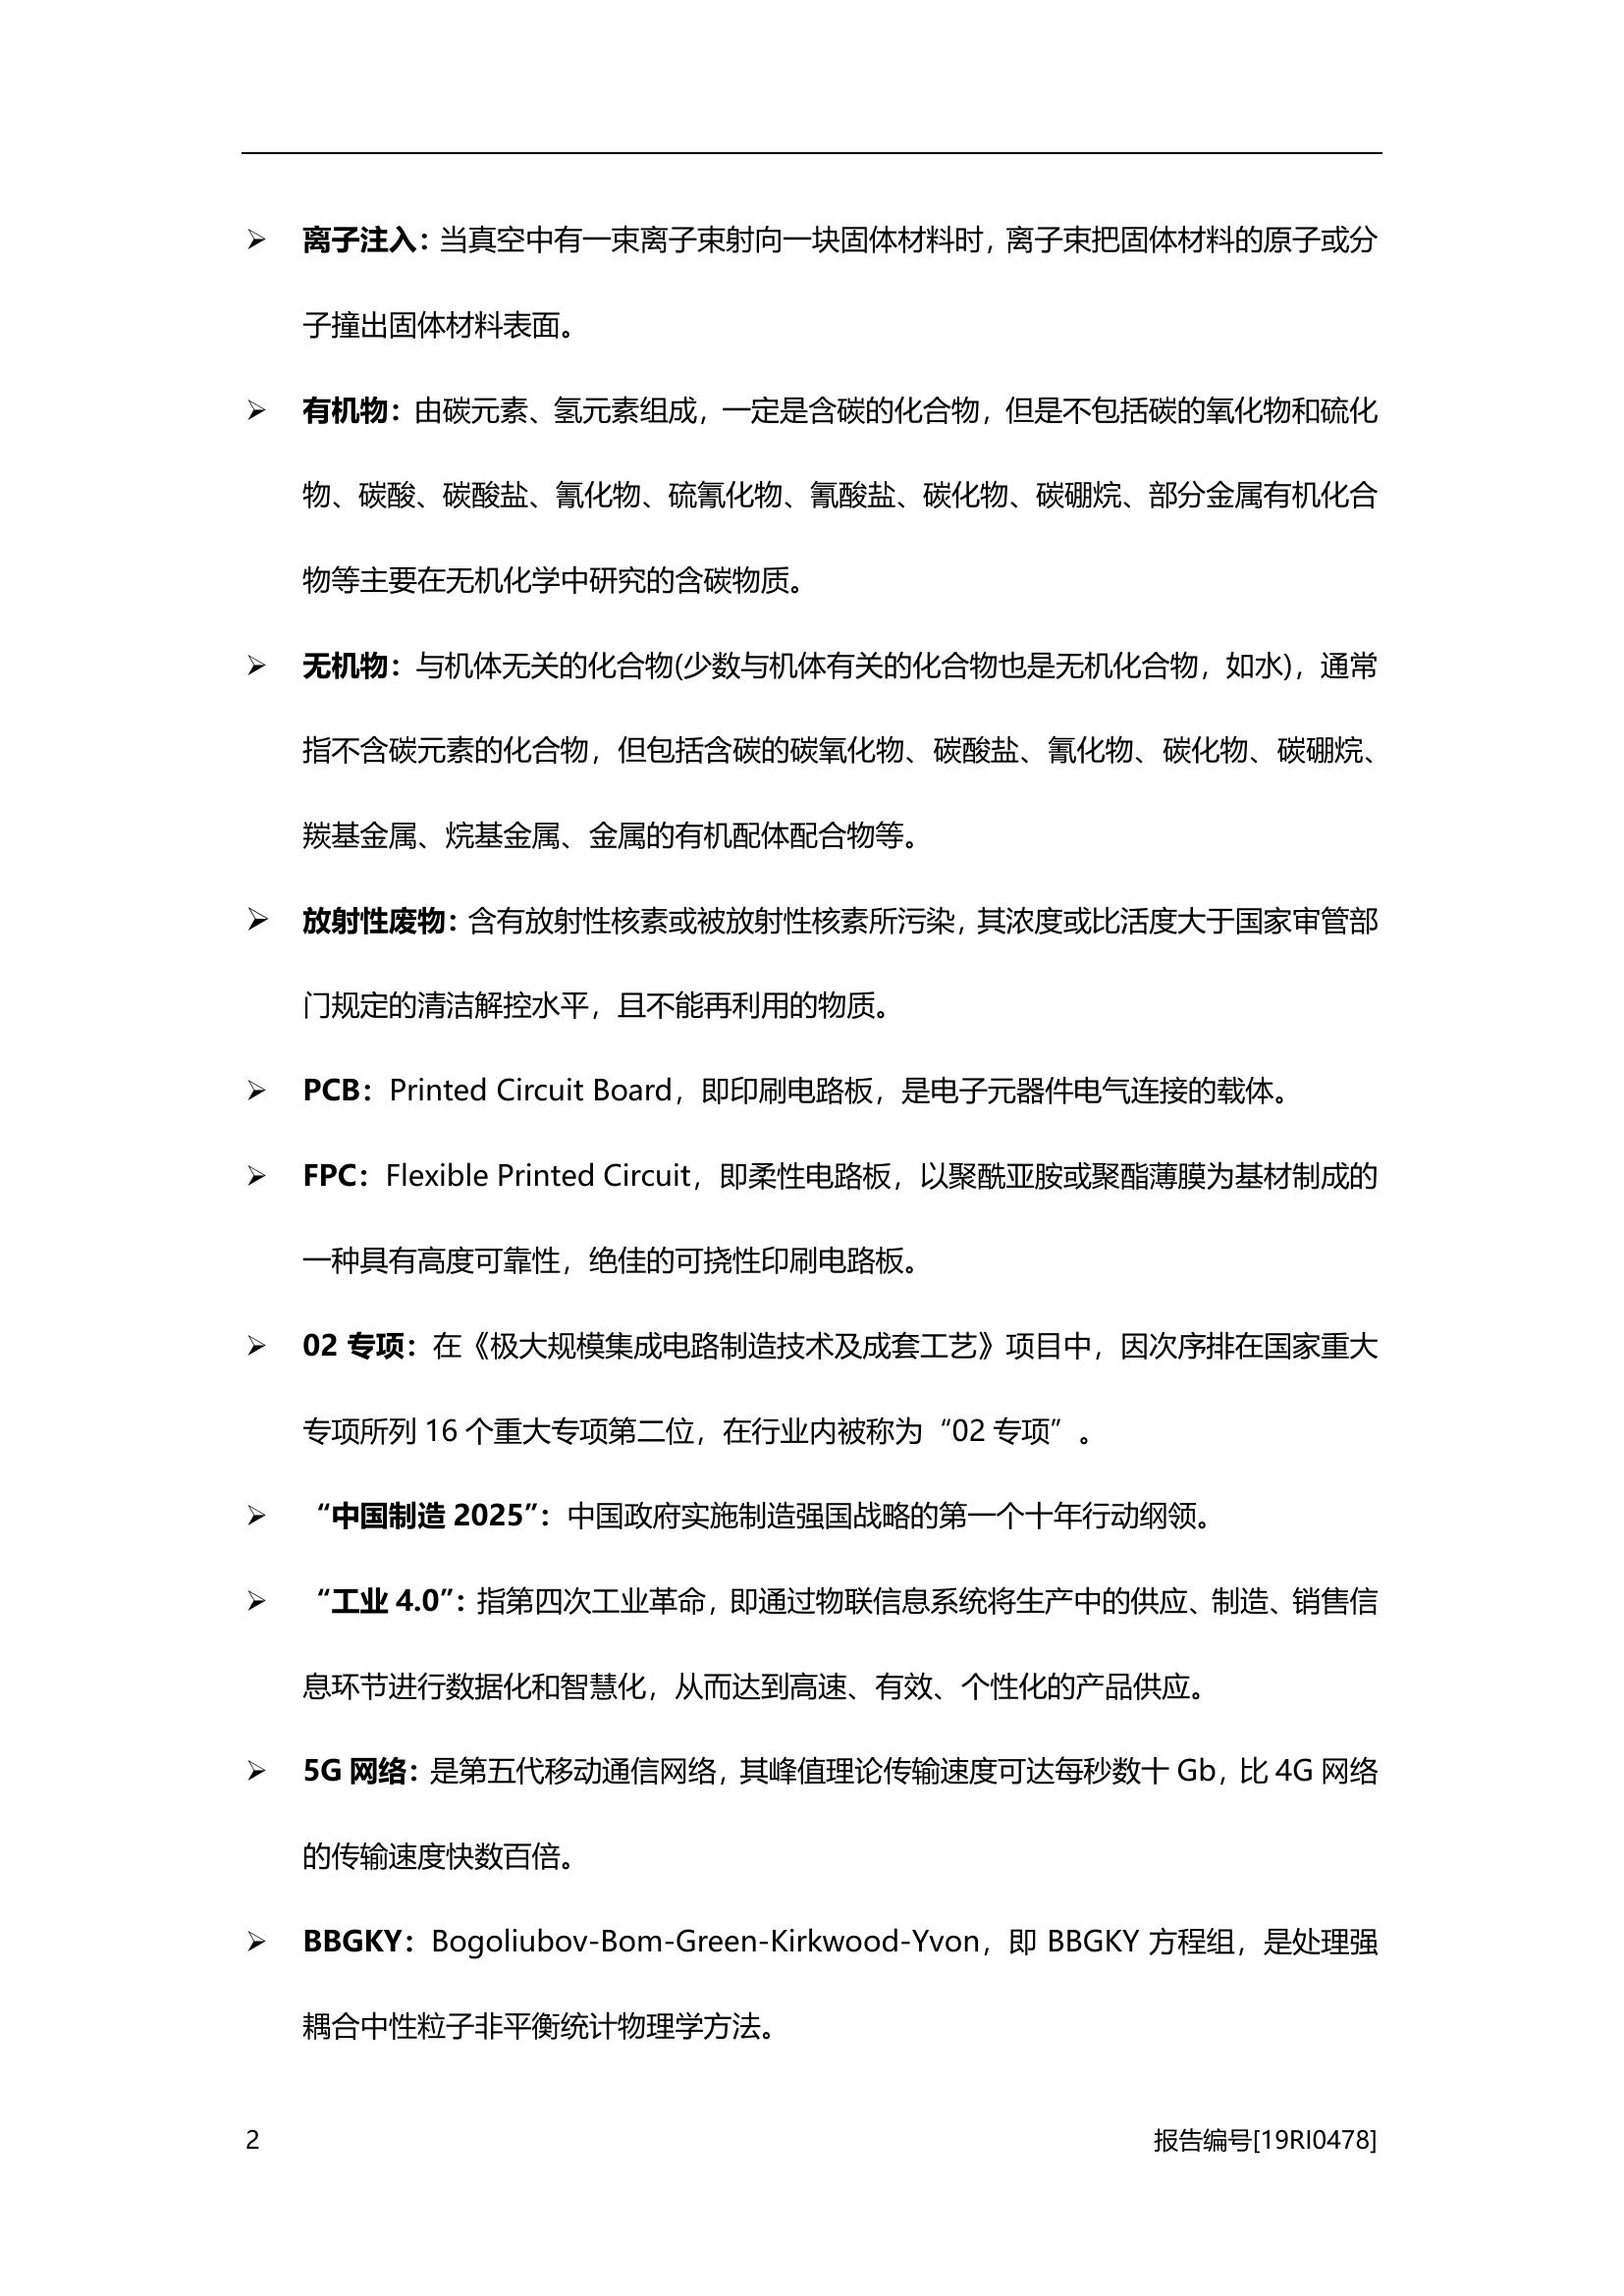 离子注入：当真空中有一束离子束射向一块固体材料时，离子束把固体材料的原子或分
子撞出固体材料表面。
有机物：由碳元素、氢元素组成，一定是含碳的化合物，但是不包括碳的氧化物和硫化
物、碳酸、碳酸盐、氰化物、硫氰化物、氰酸盐、碳化物、碳硼烷、部分金属有机化合
物等主要在无机化学中研究的含碳物质。
无机物：与机体无关的化合物(少数与机体有关的化合物也是无机化合物，如水)，通常
指不含碳元素的化合物，但包括含碳的碳氧化物、碳酸盐、氰化物、碳化物、碳硼烷、
羰基金属、烷基金属、金属的有机配体配合物等。
放射性废物：含有放射性核素或被放射性核素所污染，其浓度或比活度大于国家审管部
门规定的清洁解控水平，且不能再利用的物质。
PCB：Printed Circuit Board，即印刷电路板，是电子元器件电气连接的载体。
FPC：Flexible Printed Circuit，即柔性电路板，以聚酰亚胺或聚酯薄膜为基材制成的
一种具有高度可靠性，绝佳的可挠性印刷电路板。
02 专项：在《极大规模集成电路制造技术及成套工艺》项目中，因次序排在国家重大
专项所列 16 个重大专项第二位，在行业内被称为“02 专项”。
“中国制造 2025”：中国政府实施制造强国战略的第一个十年行动纲领。
“工业 4.0”：指第四次工业革命，即通过物联信息系统将生产中的供应、制造、销售信
息环节进行数据化和智慧化，从而达到高速、有效、个性化的产品供应。
5G 网络：是第五代移动通信网络，其峰值理论传输速度可达每秒数十 Gb，比 4G 网络
的传输速度快数百倍。
BBGKY：Bogoliubov-Bom-Green-Kirkwood-Yvon，即 BBGKY 方程组，是处理强
耦合中性粒子非平衡统计物理学方法。
2 报告编号[19RI0478]